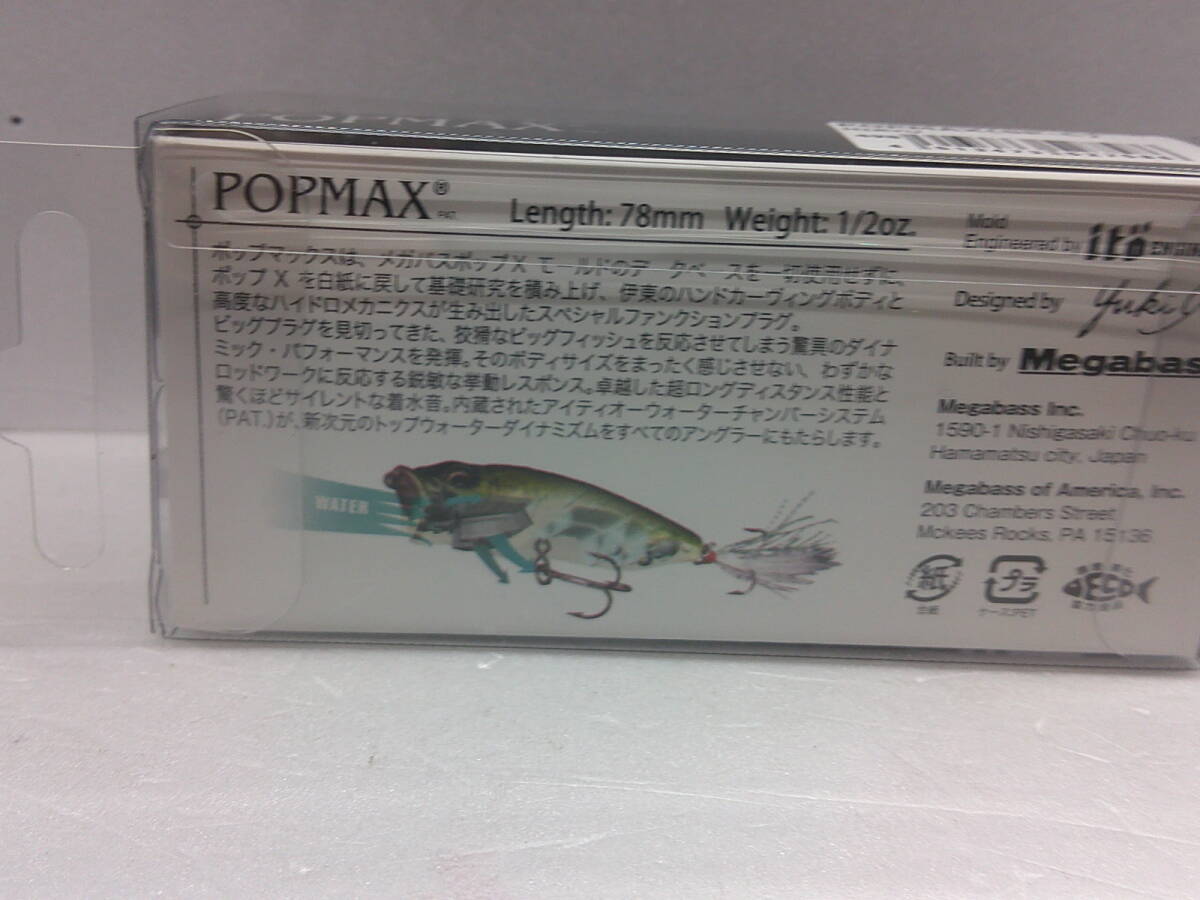 POPMAX
POPMAX® PAT.
Length: 78mm Weight: 1/2oz.
ポップマックスは、メガバスポップX モールドのデータベースを一切使用せずに、
ポップ X を白紙に戻して基礎研究を積み上げ、伊東のハンドカーヴィングボディと
高度なハイドロメカニクスが生み出したスペシャルファンクションプラグ。
ビッグプラグを見切ってきた、狡猾なビッグフィッシュを反応させてしまう驚異のダイナ
ミック・パフォーマンスを発揮。そのボディサイズをまったく感じさせない、わずかな
ロッドワークに反応する鋭敏な挙動レスポンス。卓越した超ロングディスタンス性能と
驚くほどサイレントな着水音。内蔵されたアイティオーウォーターチャンバーシステム
(PAT.)が、新次元のトップウォーターダイナミズムをすべてのアングラーにもたらします。
WATER
Mold
Engineered by ito
Designed by Yuki
Built by Megabass
Megabass Inc.
1590-1 Nishigasaki Chuo-ku
Hamamatsu city, Japan
Megabass of America, Inc.
203 Chambers Street
Mckees Rocks, PA 15136
紙
台紙
プラ
ケース:PET
ECO